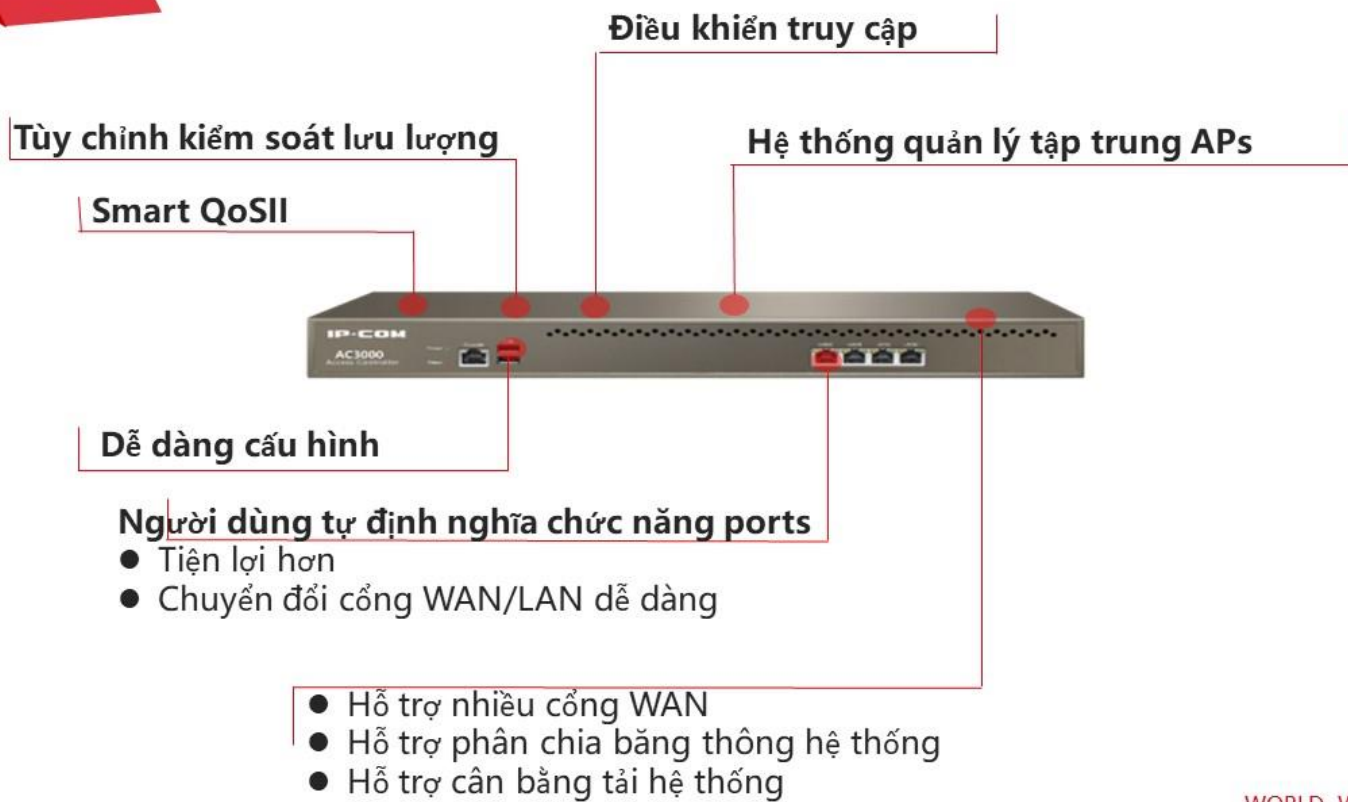 Điều khiển truy cập
Tùy chỉnh kiểm soát lưu lượng
Hệ thống quản lý tập trung APs
Smart QoSII
IP-COM
AC3000
Access Controller
Dễ dàng cấu hình
Người dùng tự định nghĩa chức năng ports
● Tiện lợi hơn
● Chuyển đổi cổng WAN/LAN dễ dàng
● Hỗ trợ nhiều cổng WAN
● Hỗ trợ phân chia băng thông hệ thống
● Hỗ trợ cân bằng tải hệ thống